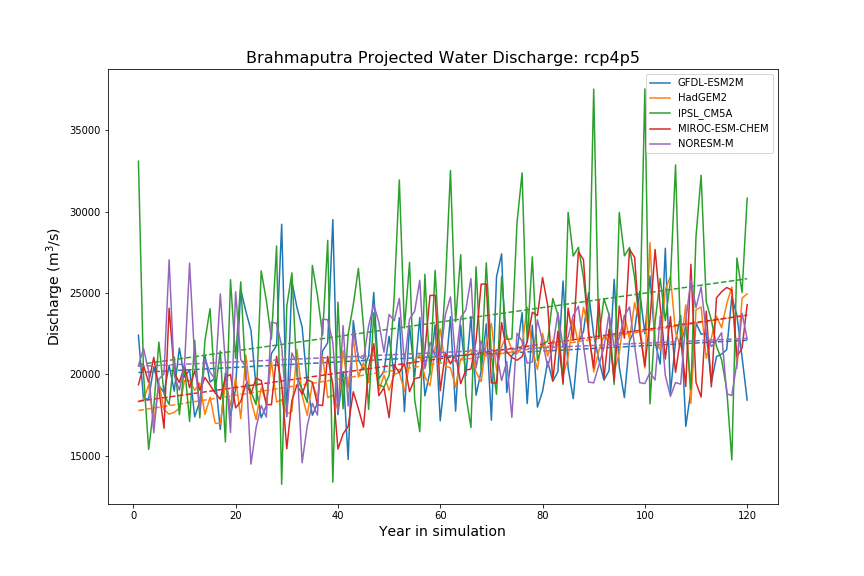 Brahmaputra Projected Water Discharge: rcp4p5
GFDL-ESM2M
HadGEM2
IPSL_CM5A
MIROC-ESM-CHEM
NORESM-M
35000
30000
25000
20000
15000
Discharge (m³/s)
0 20 40 60 80 100 120
Year in simulation